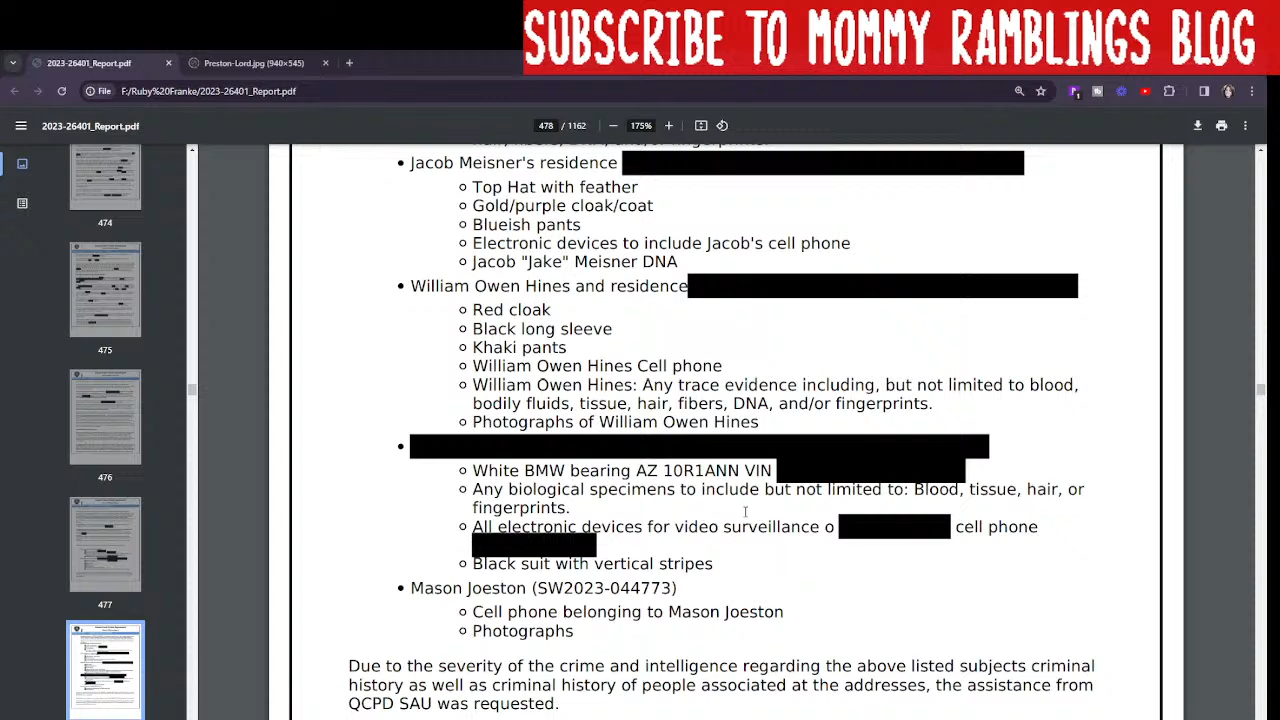 SUBSCRIBE TO MOMMY RAMBLINGS BLOG
2023-26401_Report.pdf
Preston-Lord.jpg (940×545)
File
F:/Ruby%20Franke/2023-26401_Report.pdf
2023-26401_Report.pdf
478 / 1162
175%
474
475
476
477
• Jacob Meisner's residence
Top Hat with feather
Gold/purple cloak/coat
Blueish pants
Electronic devices to include Jacob's cell phone
Jacob "Jake" Meisner DNA
• William Owen Hines and residence
Red cloak
Black long sleeve
Khaki pants
William Owen Hines Cell phone
William Owen Hines: Any trace evidence including, but not limited to blood,
bodily fluids, tissue, hair, fibers, DNA, and/or fingerprints.
Photographs of William Owen Hines
White BMW bearing AZ 10R1ANN VIN
Any biological specimens to include but not limited to: Blood, tissue, hair, or
fingerprints.
All electronic devices for video surveillance o cell phone
Black suit with vertical stripes
• Mason Joeston (SW2023-044773)
Cell phone belonging to Mason Joeston
Photographs
Due to the severity of the crime and intelligence regarding the above listed subjects criminal
history as well as criminal history of people associated at the addresses, the assistance from
QCPD SAU was requested.